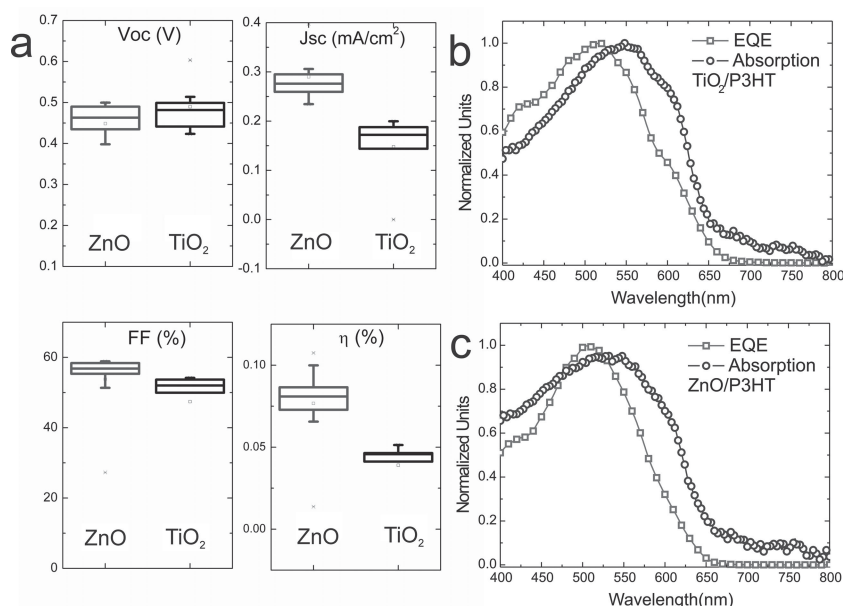 a
Voc (V)
0.7
0.6
0.5
0.4
0.3
0.2
0.1
ZnO
TiO₂
Jsc (mA/cm²)
0.4
0.3
0.2
0.1
0.0
-0.1
ZnO
TiO₂
FF (%)
60
50
40
50
0
ZnO
TiO₂
η (%)
0.10
0.05
0.00
ZnO
TiO₂
b
EQE
Absorption
TiO₂/P3HT
Normalized Units
1.0
0.8
0.6
0.4
0.2
0.0
400 450 500 550 600 650 700 750 800
Wavelength(nm)
c
EQE
Absorption
ZnO/P3HT
Normalized Units
1.0
0.8
0.6
0.4
0.2
0.0
400 450 500 550 600 650 700 750 800
Wavelength(nm)